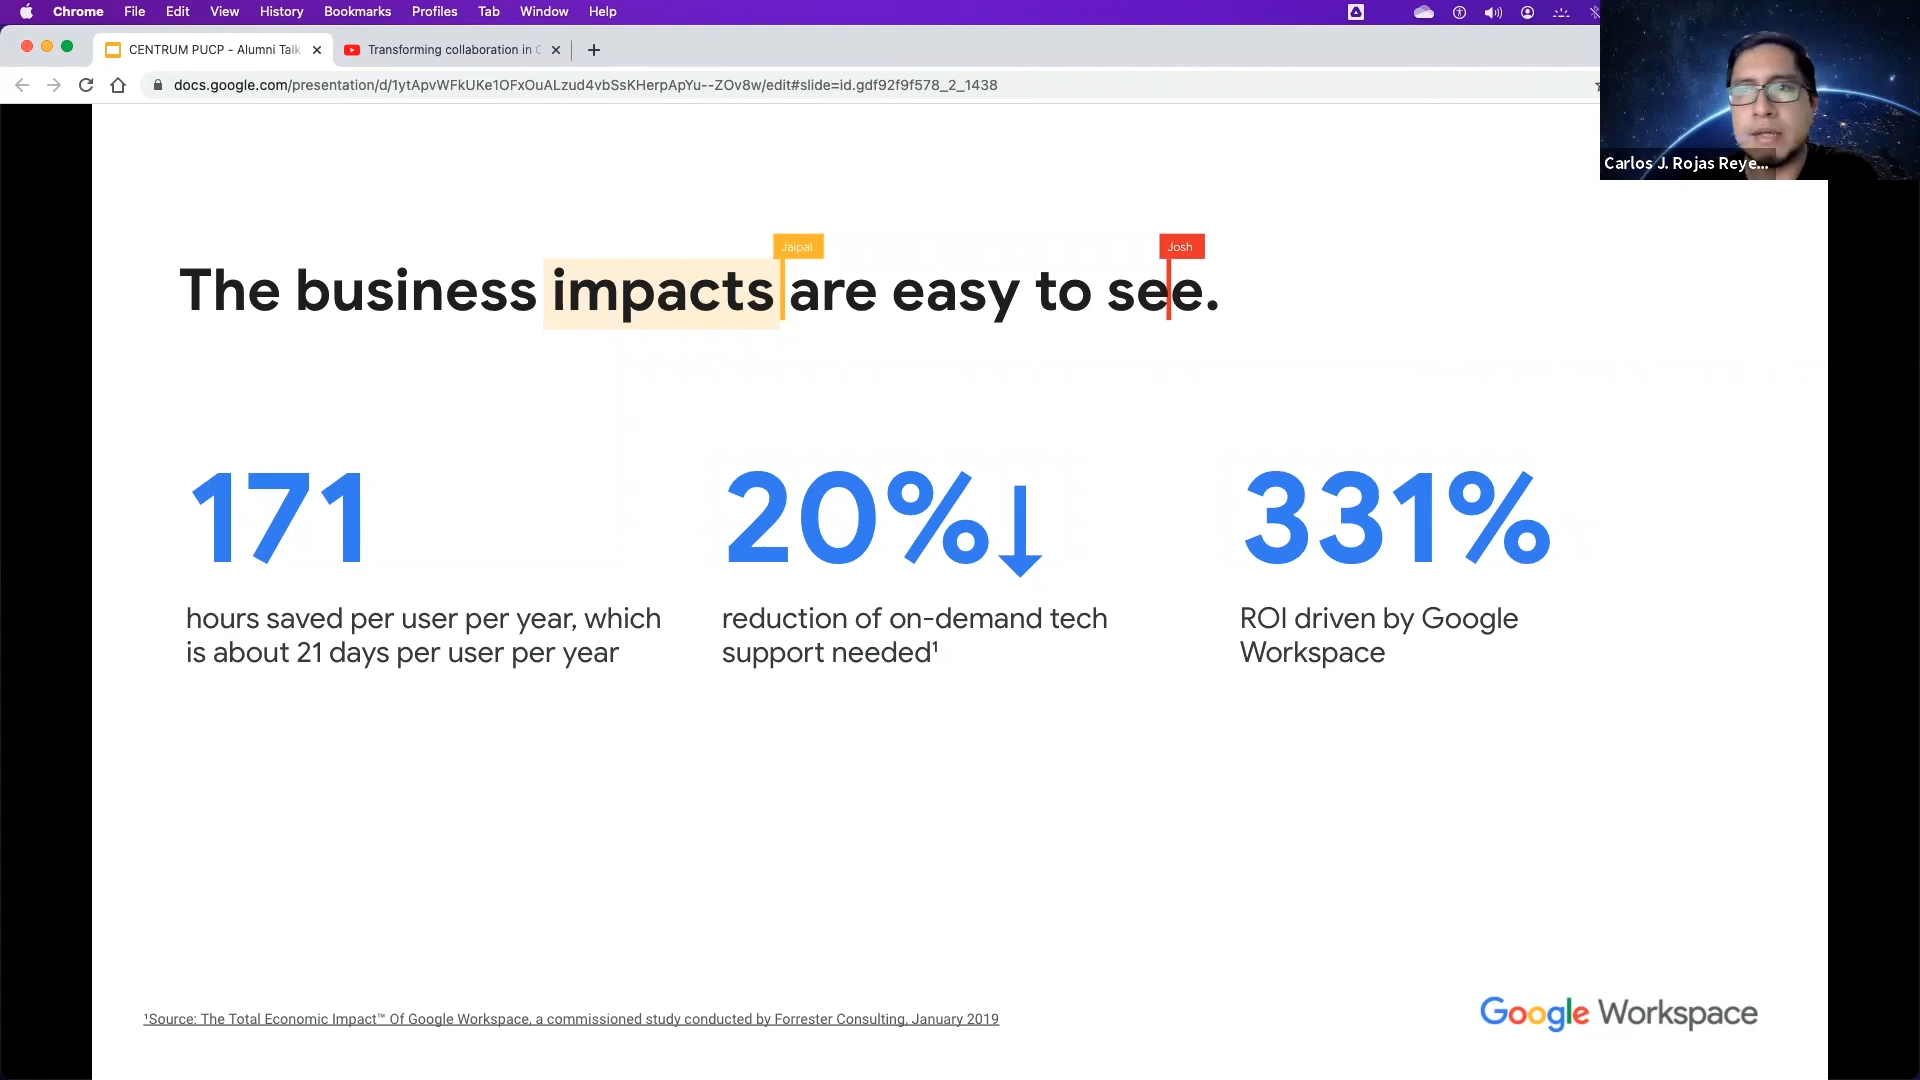 Chrome File Edit View History Bookmarks Profiles Tab Window Help
CENTRUM PUCP - Alumni Talk
Transforming collaboration in
docs.google.com/presentation/d/1ytApvWFkUKe1OFxOuALzud4vbSsKHerpApYu--ZOv8w/edit#slide=id.gdf92f9f578_2_1438
Carlos J. Rojas Reye...
Jaipal
Josh
The business impacts are easy to see.
171
hours saved per user per year, which
is about 21 days per user per year
20%↓
reduction of on-demand tech
support needed¹
331%
ROI driven by Google
Workspace
¹Source: The Total Economic Impact™ Of Google Workspace, a commissioned study conducted by Forrester Consulting, January 2019
Google Workspace